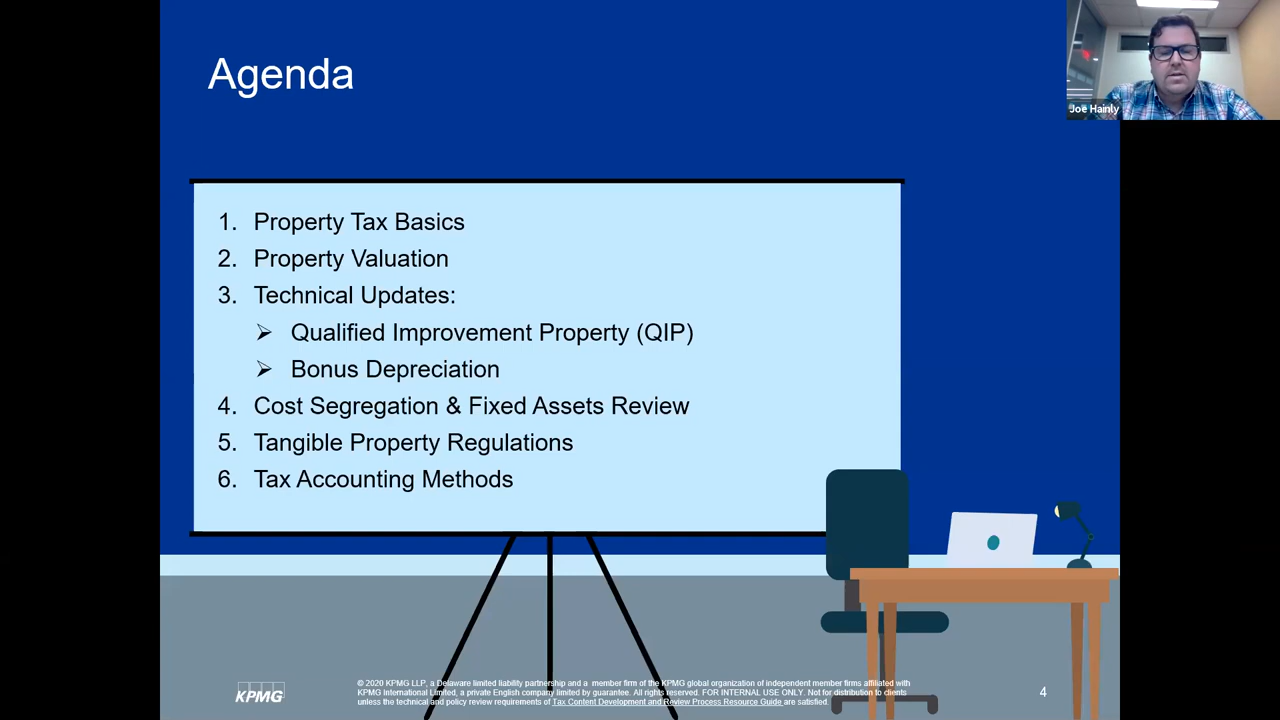 Agenda
Joe Hainly
1. Property Tax Basics
2. Property Valuation
3. Technical Updates:
➢ Qualified Improvement Property (QIP)
➢ Bonus Depreciation
4. Cost Segregation & Fixed Assets Review
5. Tangible Property Regulations
6. Tax Accounting Methods
KPMG
© 2020 KPMG LLP, a Delaware limited liability partnership and a member firm of the KPMG global organization of independent member firms affiliated with
KPMG International Limited, a private English company limited by guarantee. All rights reserved. FOR INTERNAL USE ONLY. Not for distribution to clients
unless the technical and policy review requirements of Tax Content Development and Review Process Resource Guide are satisfied.
4